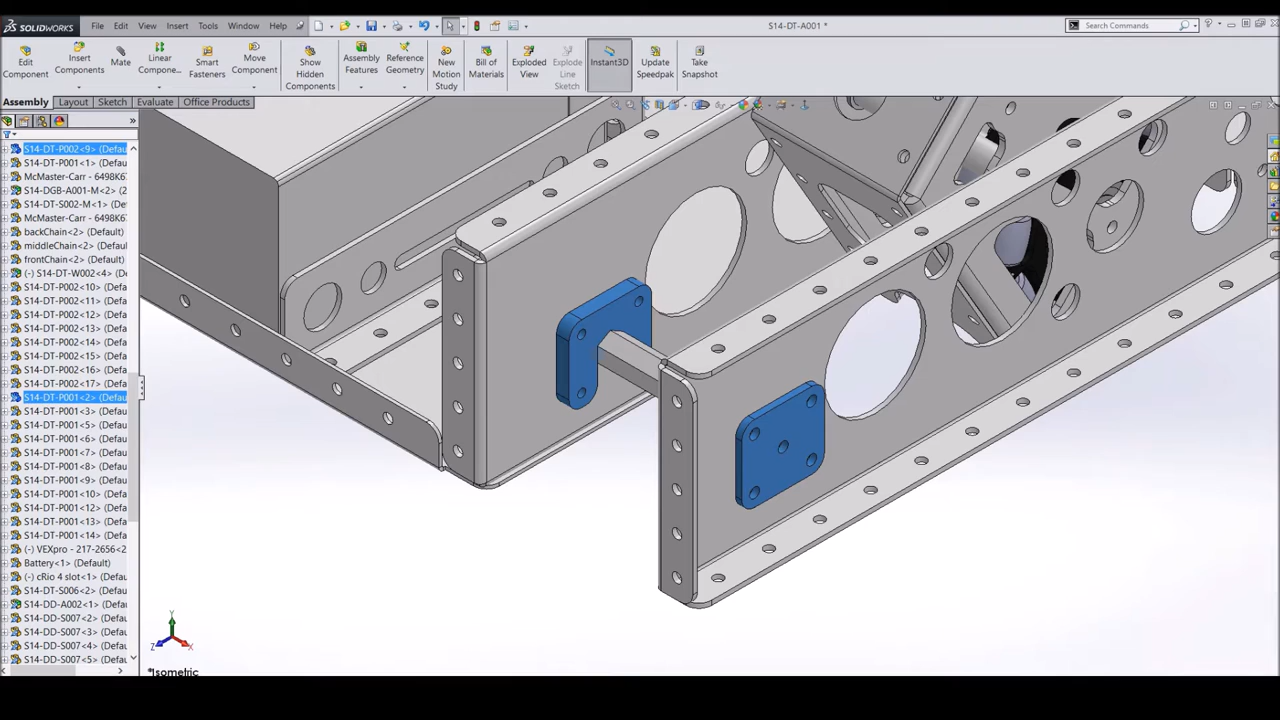 SOLIDWORKS File Edit View Insert Tools Window Help S14-DT-A001 * Search Commands
Edit Component
Insert Components
Mate
Linear Compone...
Smart Fasteners
Move Component
Show Hidden Components
Assembly Features
Reference Geometry
New Motion Study
Bill of Materials
Exploded View
Explode Line Sketch
Instant3D
Update Speedpak
Take Snapshot
Assembly Layout Sketch Evaluate Office Products
S14-DT-P002<9> (Defau
S14-DT-P001<1> (Defau
McMaster-Carr - 6498K6
S14-DGB-A001-M<2> (2
S14-DT-S002-M<1> (Def
McMaster-Carr - 6498K6
backChain<2> (Default)
middleChain<2> (Defau
frontChain<2> (Default)
(-) S14-DT-W002<4> (De
S14-DT-P002<10> (Defa
S14-DT-P002<11> (Defa
S14-DT-P002<12> (Defa
S14-DT-P002<13> (Defa
S14-DT-P002<14> (Defa
S14-DT-P002<15> (Defa
S14-DT-P002<16> (Defa
S14-DT-P002<17> (Defa
S14-DT-P001<2> (Defau
S14-DT-P001<3> (Defau
S14-DT-P001<5> (Defau
S14-DT-P001<6> (Defau
S14-DT-P001<7> (Defau
S14-DT-P001<8> (Defau
S14-DT-P001<9> (Defau
S14-DT-P001<10> (Defa
S14-DT-P001<12> (Defa
S14-DT-P001<13> (Defa
S14-DT-P001<14> (Defa
(-) VEXpro - 217-2656<2
Battery<1> (Default<<D
(-) cRio 4 slot<1> (Defau
S14-DT-S006<2> (Defau
S14-DD-A002<1> (Defau
S14-DD-S007<2> (Defau
S14-DD-S007<3> (Defau
S14-DD-S007<4> (Defau
S14-DD-S007<5> (Defau
Y
Z X
*Isometric